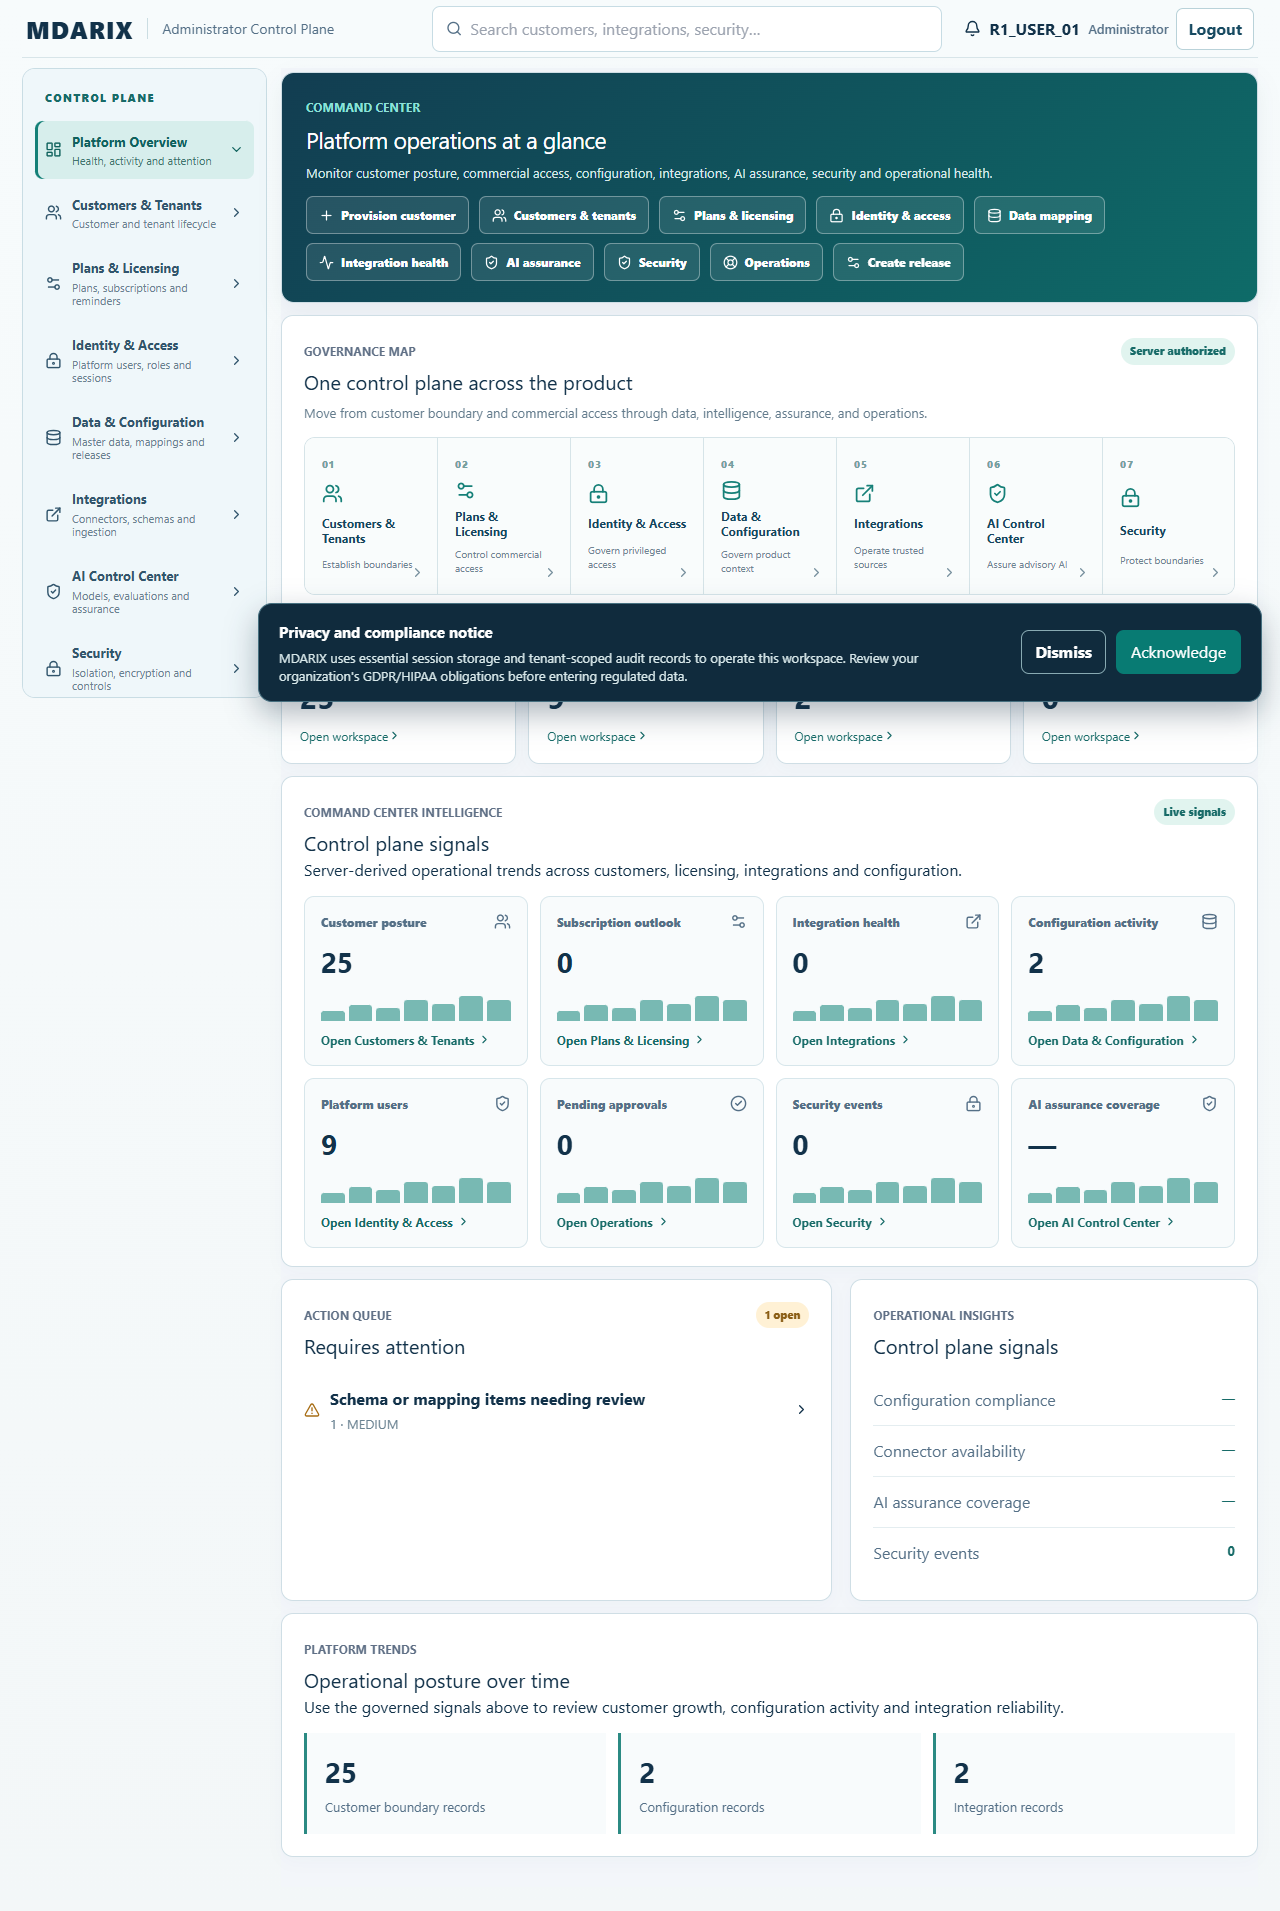 MDARIX
Administrator Control Plane
Search customers, integrations, security...
R1_USER_01 Administrator
Logout
CONTROL PLANE
Platform Overview
Health, activity and attention
Customers & Tenants
Customer and tenant lifecycle
Plans & Licensing
Plans, subscriptions and
reminders
Identity & Access
Platform users, roles and
sessions
Data & Configuration
Master data, mappings and
releases
Integrations
Connectors, schemas and
ingestion
AI Control Center
Models, evaluations and
assurance
Security
Isolation, encryption and
controls
COMMAND CENTER
Platform operations at a glance
Monitor customer posture, commercial access, configuration, integrations, AI assurance, security and operational health.
Provision customer
Customers & tenants
Plans & licensing
Identity & access
Data mapping
Integration health
AI assurance
Security
Operations
Create release
GOVERNANCE MAP
Server authorized
One control plane across the product
Move from customer boundary and commercial access through data, intelligence, assurance, and operations.
01
Customers &
Tenants
Establish boundaries
02
Plans &
Licensing
Control commercial
access
03
Identity & Access
Govern privileged
access
04
Data &
Configuration
Govern product
context
05
Integrations
Operate trusted
sources
06
AI Control
Center
Assure advisory AI
07
Security
Protect boundaries
Privacy and compliance notice
MDARIX uses essential session storage and tenant-scoped audit records to operate this workspace. Review your
organization's GDPR/HIPAA obligations before entering regulated data.
Dismiss
Acknowledge
Open workspace
Open workspace
Open workspace
Open workspace
COMMAND CENTER INTELLIGENCE
Live signals
Control plane signals
Server-derived operational trends across customers, licensing, integrations and configuration.
Customer posture
25
Open Customers & Tenants
Subscription outlook
0
Open Plans & Licensing
Integration health
0
Open Integrations
Configuration activity
2
Open Data & Configuration
Platform users
9
Open Identity & Access
Pending approvals
0
Open Operations
Security events
0
Open Security
AI assurance coverage
—
Open AI Control Center
ACTION QUEUE
1 open
Requires attention
Schema or mapping items needing review
1 · MEDIUM
OPERATIONAL INSIGHTS
Control plane signals
Configuration compliance —
Connector availability —
AI assurance coverage —
Security events 0
PLATFORM TRENDS
Operational posture over time
Use the governed signals above to review customer growth, configuration activity and integration reliability.
25
Customer boundary records
2
Configuration records
2
Integration records